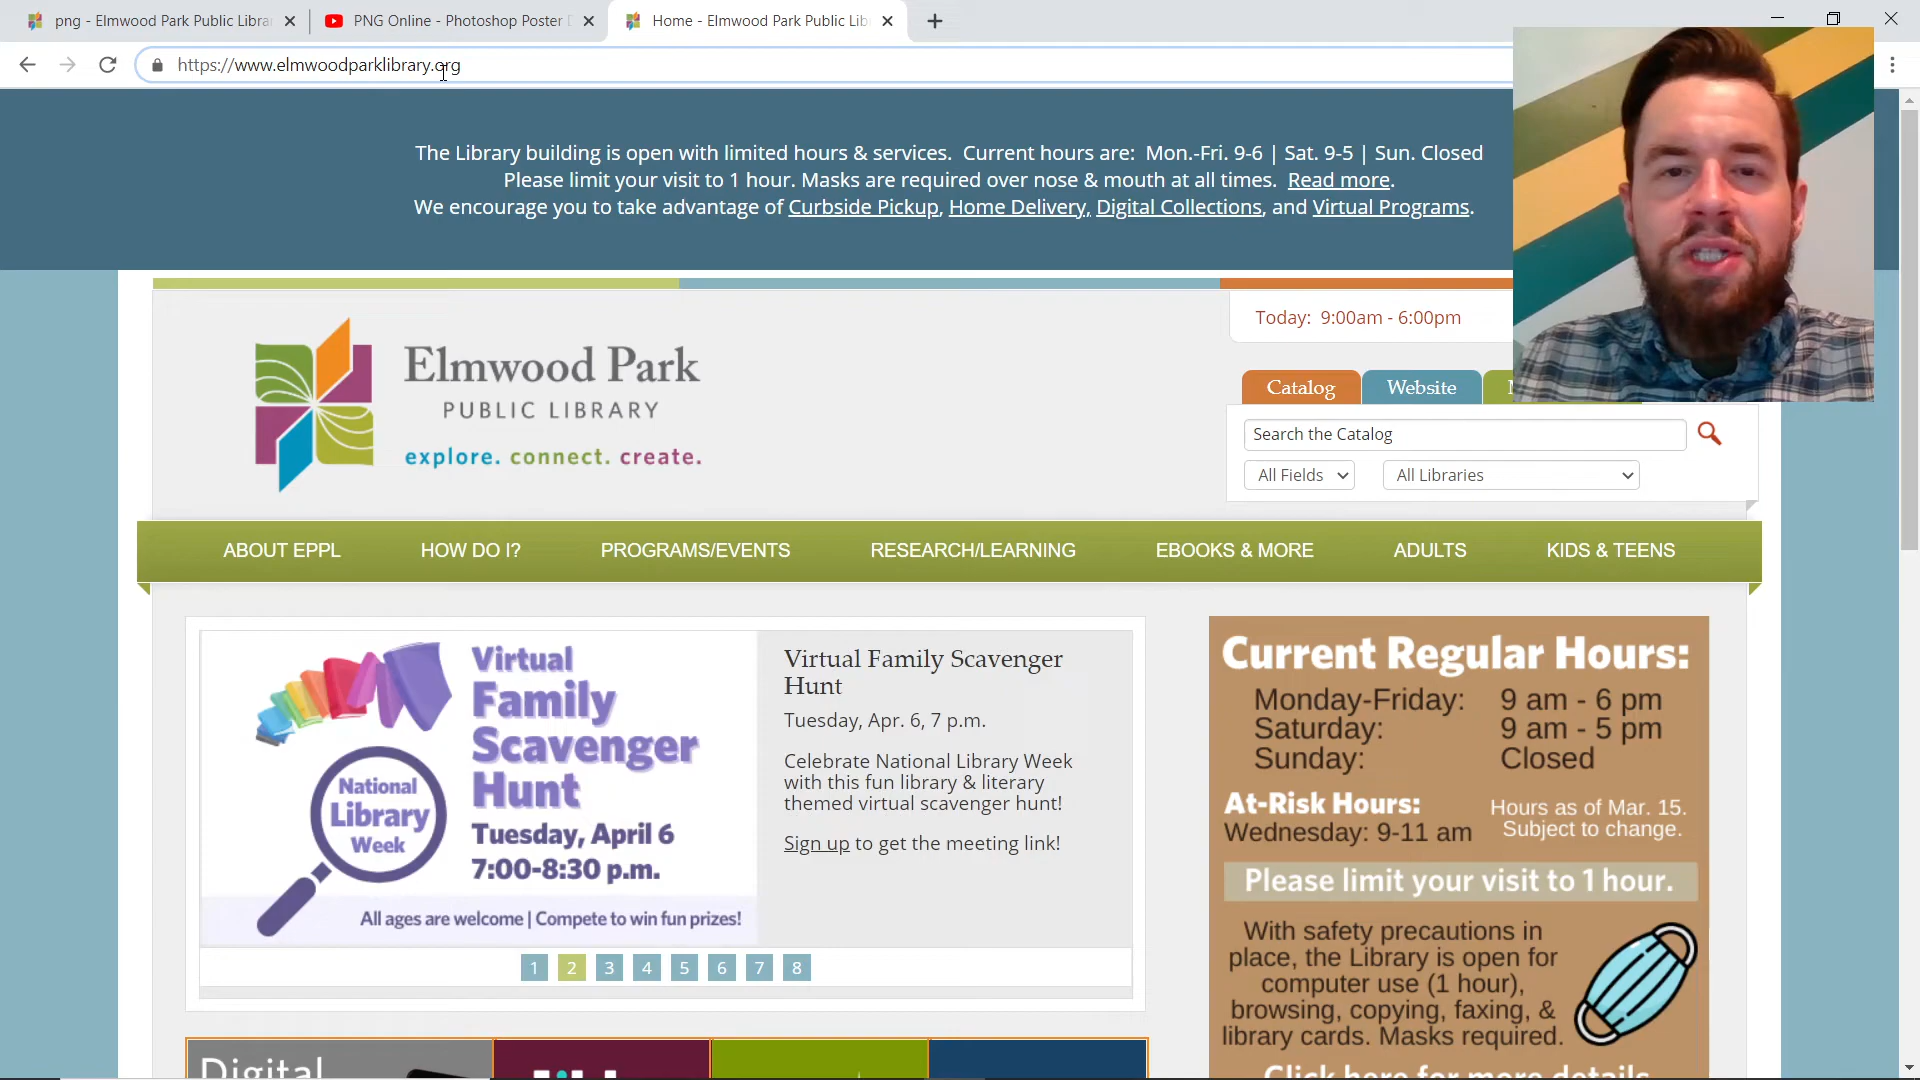 png - Elmwood Park Public Libra
PNG Online - Photoshop Poster
Home - Elmwood Park Public Lib
https://www.elmwoodparklibrary.org
The Library building is open with limited hours & services. Current hours are: Mon.-Fri. 9-6 | Sat. 9-5 | Sun. Closed
Please limit your visit to 1 hour. Masks are required over nose & mouth at all times. Read more.
We encourage you to take advantage of Curbside Pickup, Home Delivery, Digital Collections, and Virtual Programs.
Today: 9:00am - 6:00pm
Elmwood Park
PUBLIC LIBRARY
explore. connect. create.
Catalog
Website
Search the Catalog
All Fields
All Libraries
ABOUT EPPL
HOW DO I?
PROGRAMS/EVENTS
RESEARCH/LEARNING
EBOOKS & MORE
ADULTS
KIDS & TEENS
Virtual
Family
Scavenger
Hunt
National
Library
Week
Tuesday, April 6
7:00-8:30 p.m.
All ages are welcome | Compete to win fun prizes!
Virtual Family Scavenger
Hunt
Tuesday, Apr. 6, 7 p.m.
Celebrate National Library Week
with this fun library & literary
themed virtual scavenger hunt!
Sign up to get the meeting link!
1 2 3 4 5 6 7 8
Current Regular Hours:
Monday-Friday: 9 am - 6 pm
Saturday: 9 am - 5 pm
Sunday: Closed
At-Risk Hours:
Wednesday: 9-11 am
Hours as of Mar. 15.
Subject to change.
Please limit your visit to 1 hour.
With safety precautions in
place, the Library is open for
computer use (1 hour),
browsing, copying, faxing, &
library cards. Masks required.
Click here for more details
Digital